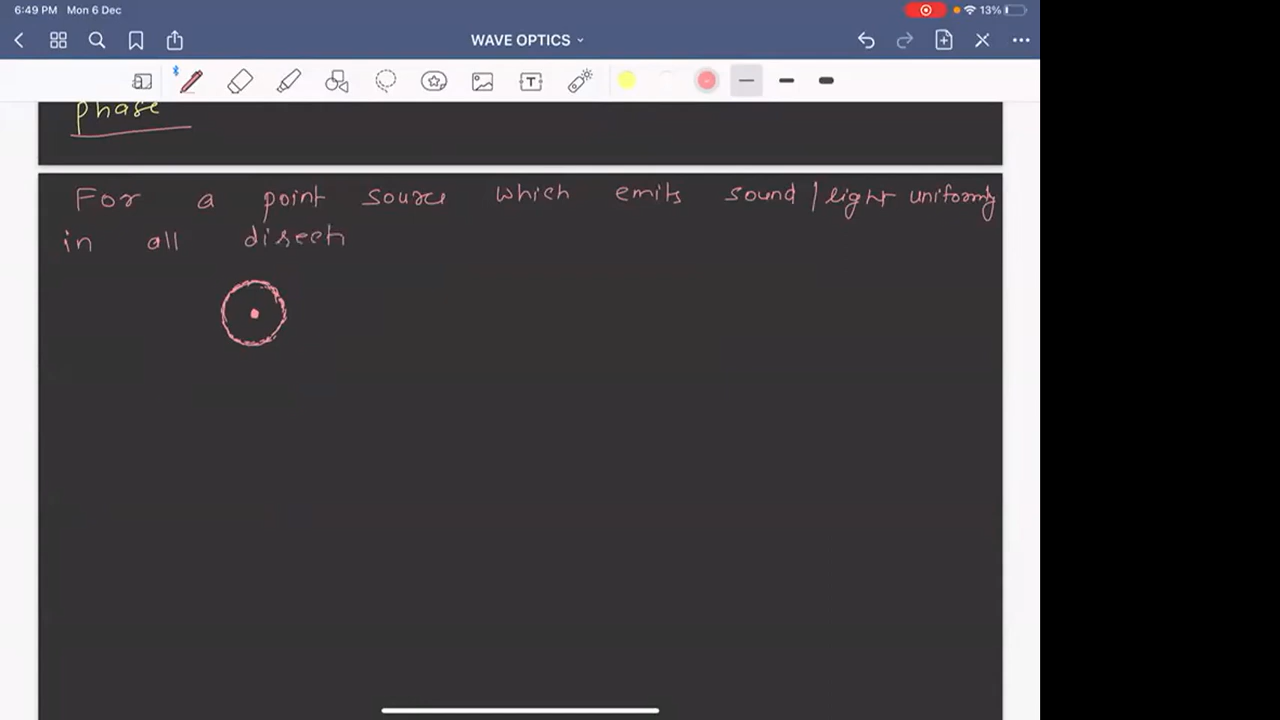 6:49 PM Mon 6 Dec
13%
WAVE OPTICS
T
phase
For a point source which emits sound / light uniformly
in all direch